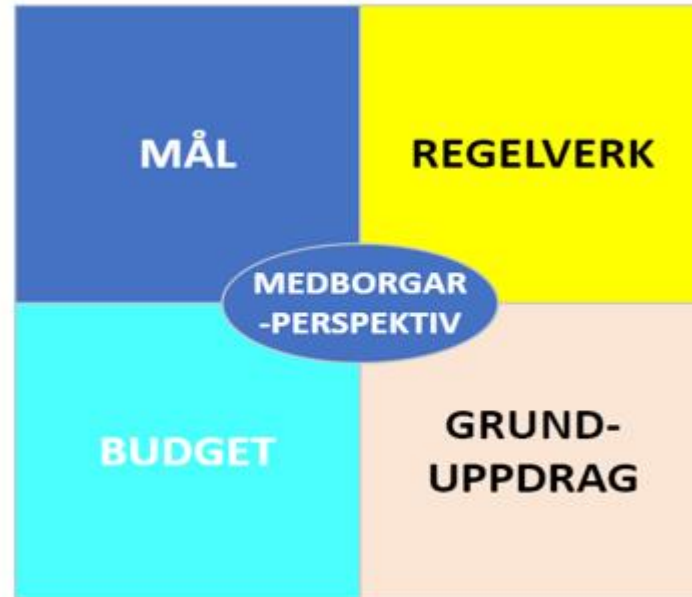 MÅL
REGELVERK
MEDBORGAR
-PERSPEKTIV
BUDGET
GRUND-
UPPDRAG